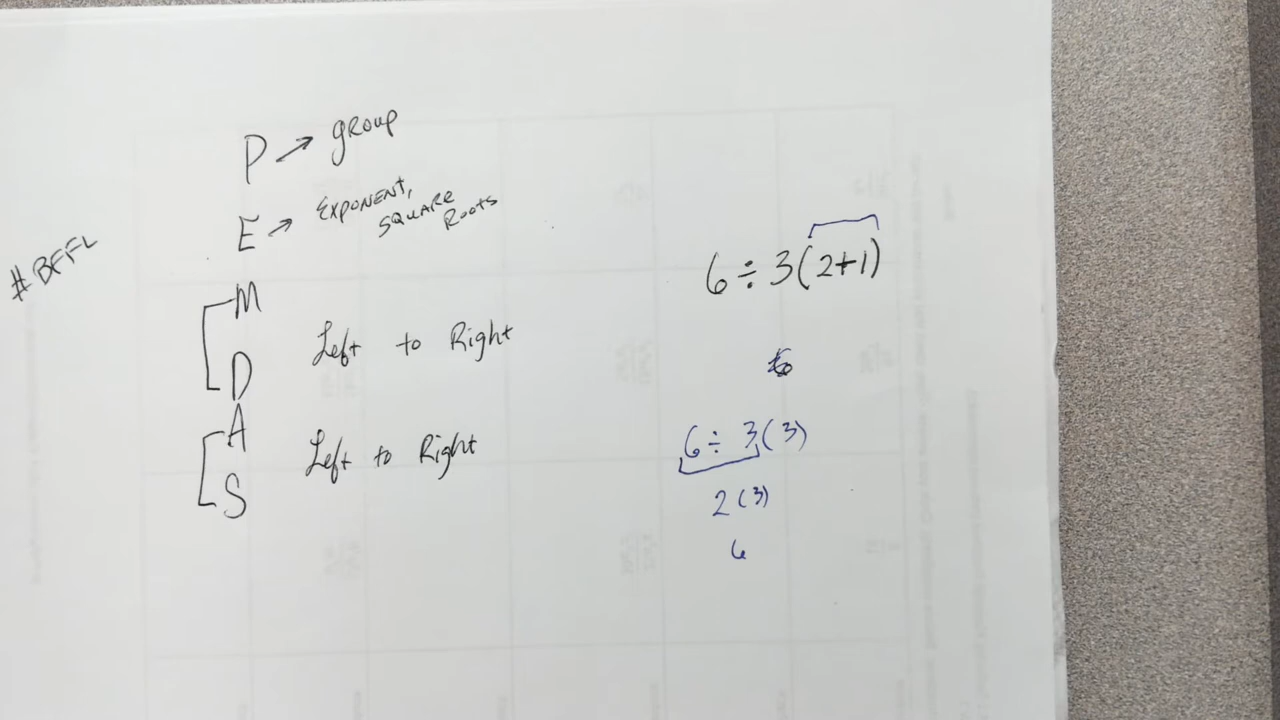 P → group
E → EXPONENT,
SQUARE
Roots
#BFFL
M
Left to Right
D
A
Left to Right
S
6 ÷ 3(2+1)
6 ÷ 3(3)
2(3)
6